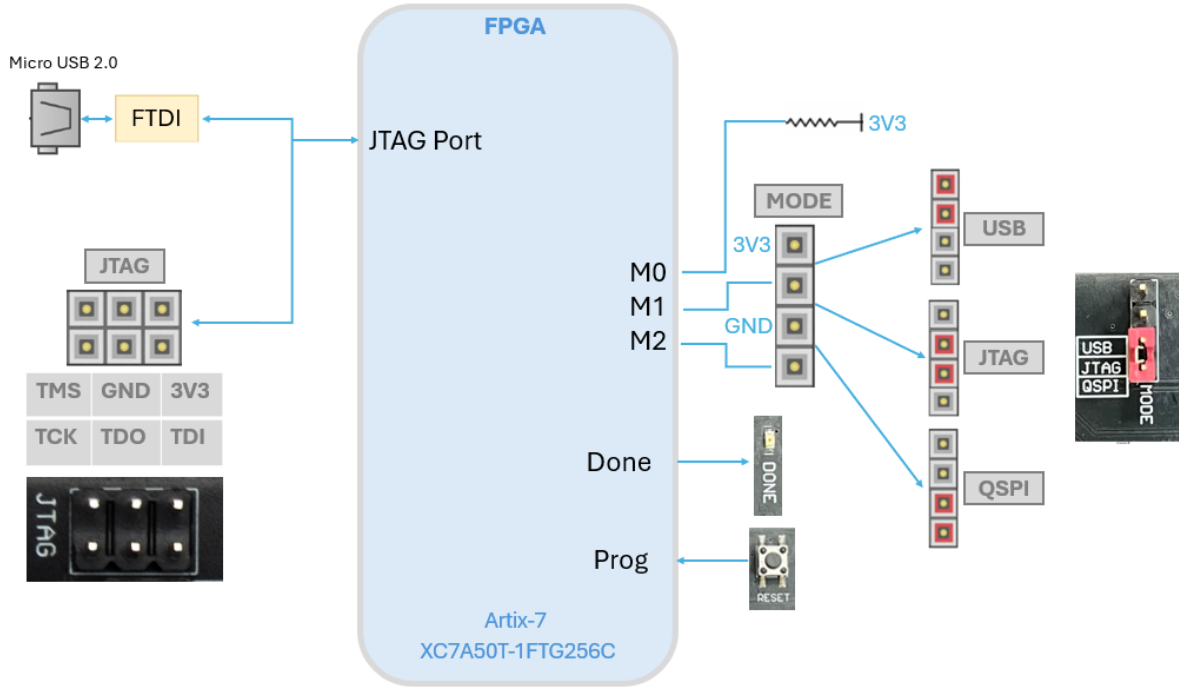 FPGA
Micro USB 2.0
FTDI
JTAG Port
3V3
MODE
3V3
USB
M0
M1
GND
M2
JTAG
JTAG
TMS GND 3V3
TCK TDO TDI
JTAG
USB
JTAG
QSPI
MODE
Done
DONE
QSPI
Prog
RESET
Artix-7
XC7A50T-1FTG256C